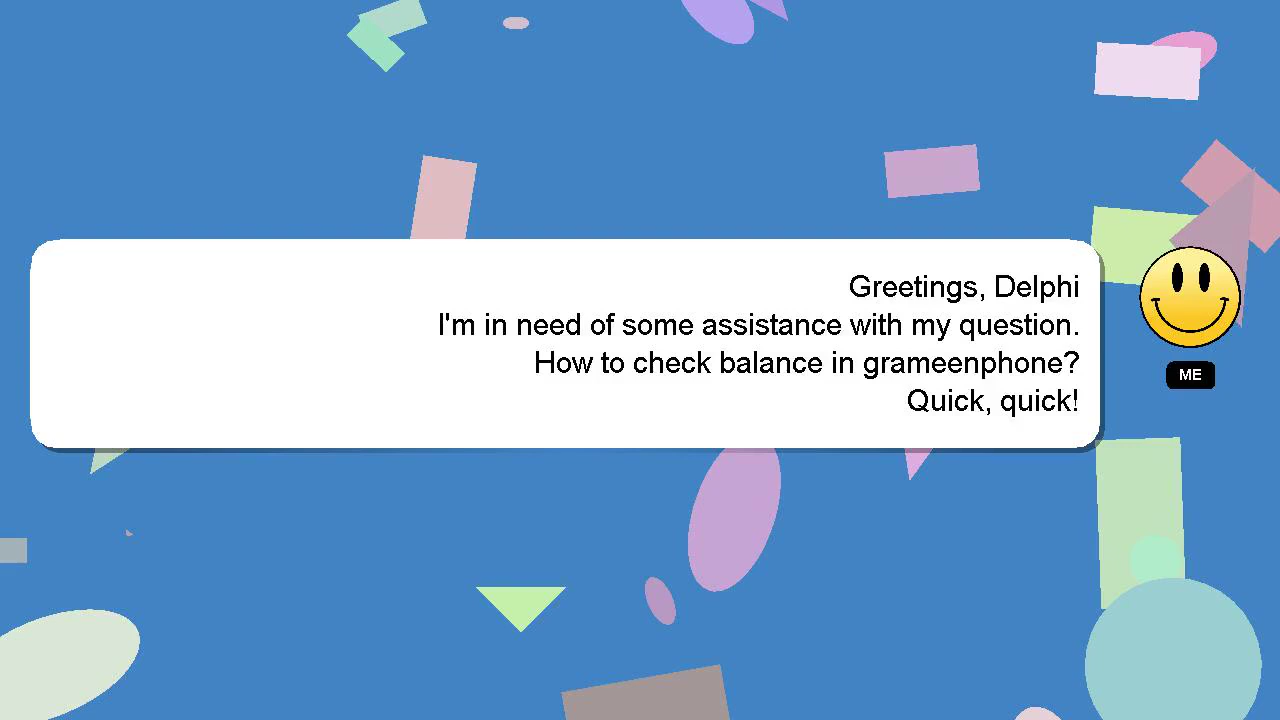 Greetings, Delphi
I'm in need of some assistance with my question.
How to check balance in grameenphone?
Quick, quick!
ME